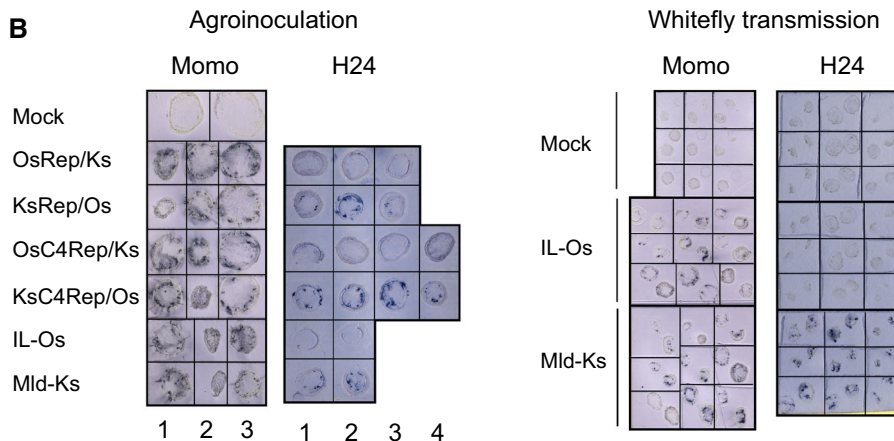 B
Agroinoculation Whitefly transmission
Momo H24 Momo H24
Mock
OsRep/Ks
KsRep/Os
OsC4Rep/Ks
KsC4Rep/Os
IL-Os
Mld-Ks
1 2 3 1 2 3 4
Mock
IL-Os
Mld-Ks